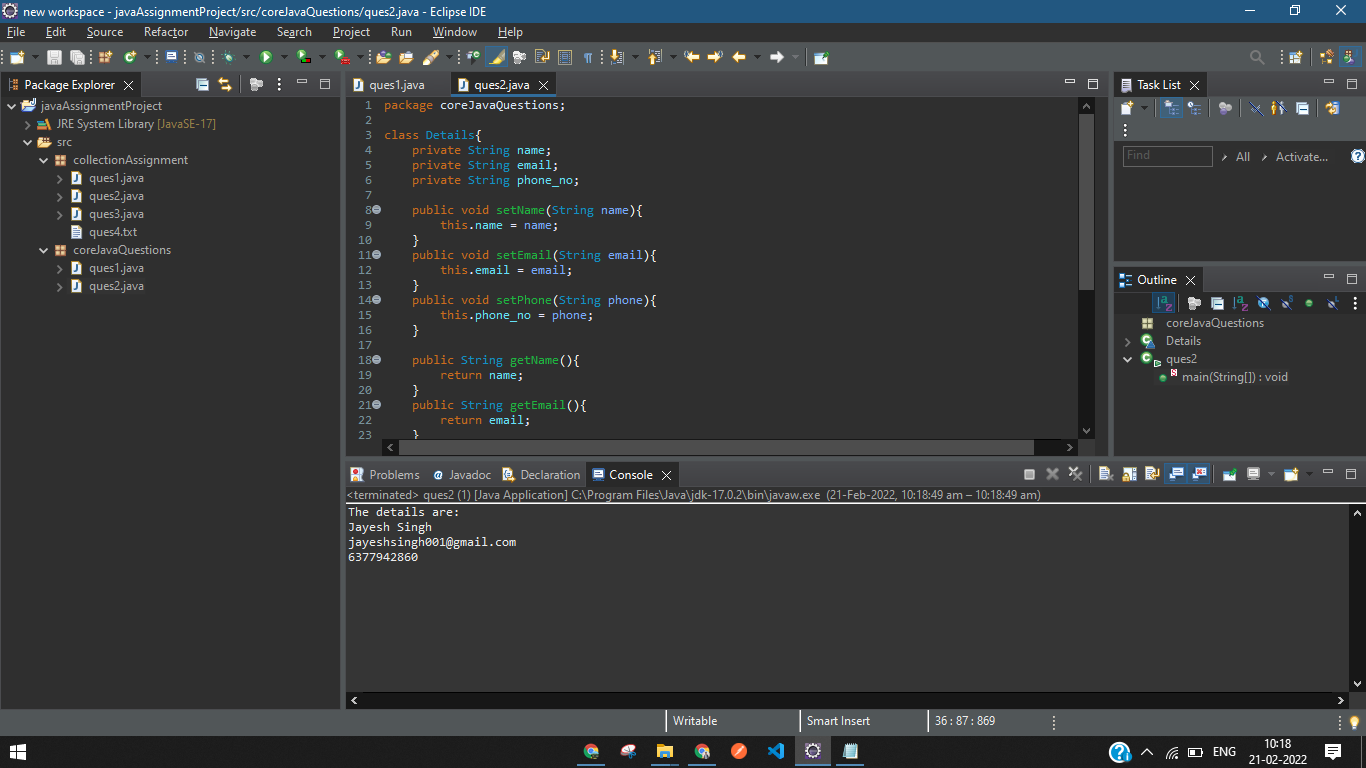 new workspace - javaAssignmentProject/src/coreJavaQuestions/ques2.java - Eclipse IDE
File Edit Source Refactor Navigate Search Project Run Window Help
Package Explorer
javaAssignmentProject
JRE System Library [JavaSE-17]
src
collectionAssignment
ques1.java
ques2.java
ques3.java
ques4.txt
coreJavaQuestions
ques1.java
ques2.java
ques1.java ques2.java
1 package coreJavaQuestions;
2
3 class Details{
4 private String name;
5 private String email;
6 private String phone_no;
7
8 public void setName(String name){
9 this.name = name;
10 }
11 public void setEmail(String email){
12 this.email = email;
13 }
14 public void setPhone(String phone){
15 this.phone_no = phone;
16 }
17
18 public String getName(){
19 return name;
20 }
21 public String getEmail(){
22 return email;
23 }
Task List
Find All Activate...
Outline
coreJavaQuestions
Details
ques2
main(String[]) : void
Problems Javadoc Declaration Console
<terminated> ques2 (1) [Java Application] C:\Program Files\Java\jdk-17.0.2\bin\javaw.exe (21-Feb-2022, 10:18:49 am – 10:18:49 am)
The details are:
Jayesh Singh
jayeshsingh001@gmail.com
6377942860
Writable Smart Insert 36 : 87 : 869
ENG 10:18
21-02-2022